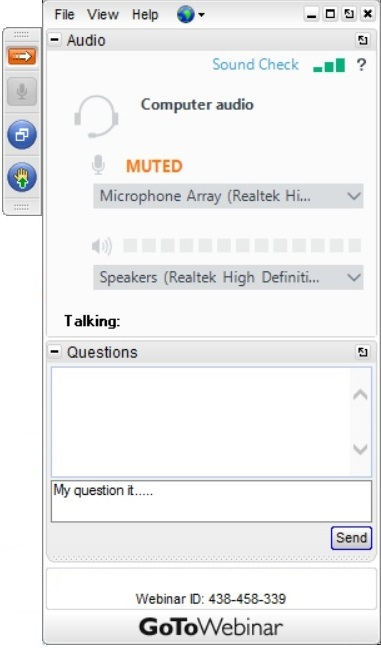 File View Help
Audio
Sound Check ?
Computer audio
MUTED
Microphone Array (Realtek Hi...
Speakers (Realtek High Definiti...
Talking:
Questions
My question it.....
Send
Webinar ID: 438-458-339
GoToWebinar